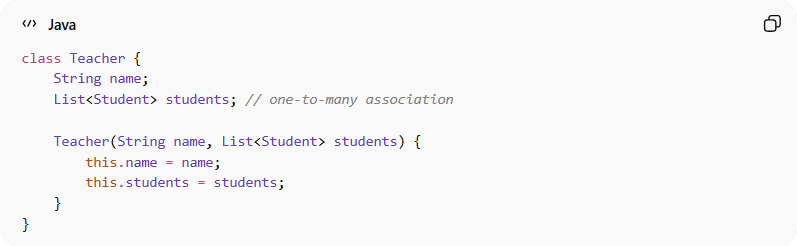 </> Java
class Teacher {
    String name;
    List<Student> students; // one-to-many association

    Teacher(String name, List<Student> students) {
        this.name = name;
        this.students = students;
    }
}